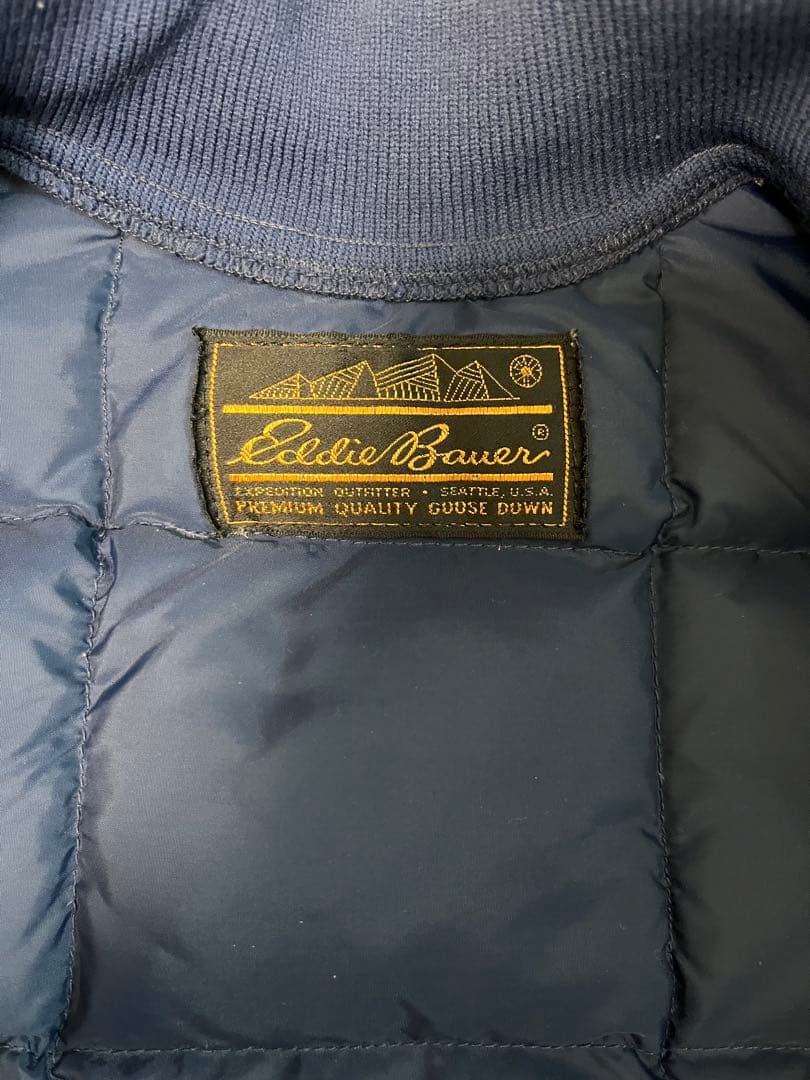 Eddie Bauer ®
EXPEDITION OUTFITTER • SEATTLE, U.S.A.
PREMIUM QUALITY GOOSE DOWN